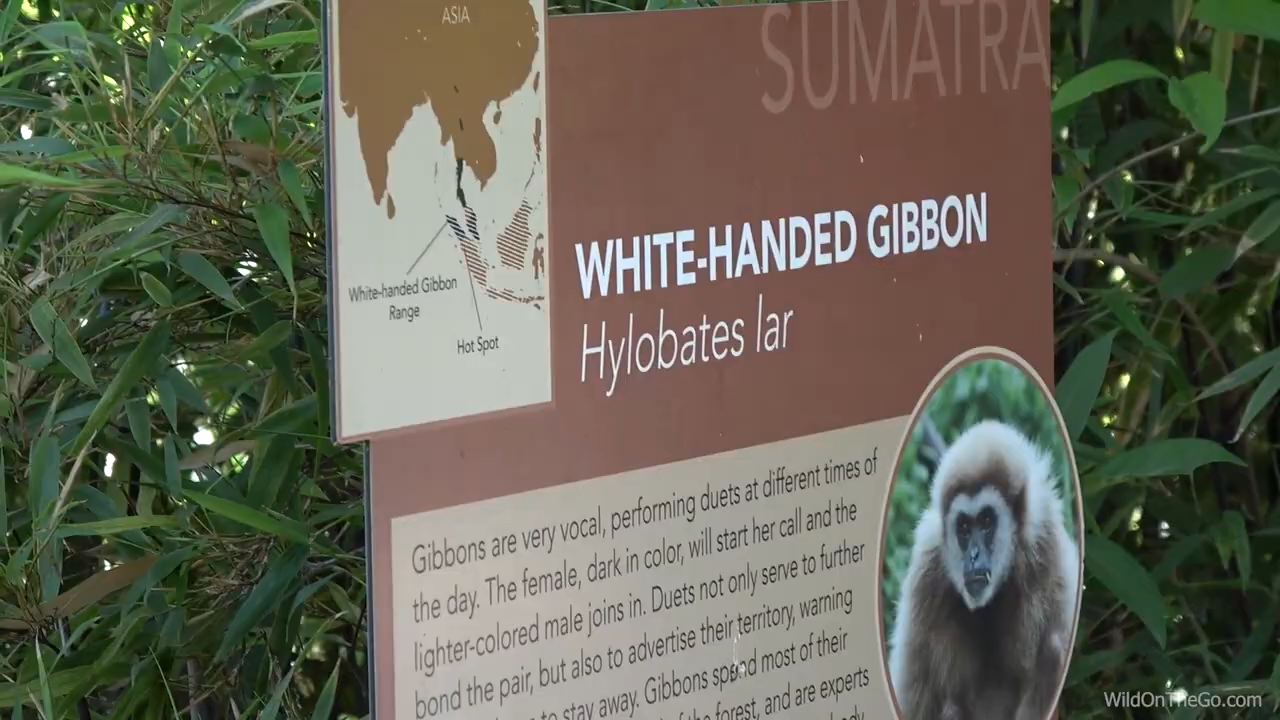 ASIA
SUMATRA
White-handed Gibbon
Range
Hot Spot
WHITE-HANDED GIBBON
Hylobates lar
Gibbons are very vocal, performing duets at different times of
the day. The female, dark in color, will start her call and the
lighter-colored male joins in. Duets not only serve to further
bond the pair, but also to advertise their territory, warning
to stay away. Gibbons spend most of their
of the forest, and are experts
body
WildOnTheGo.com